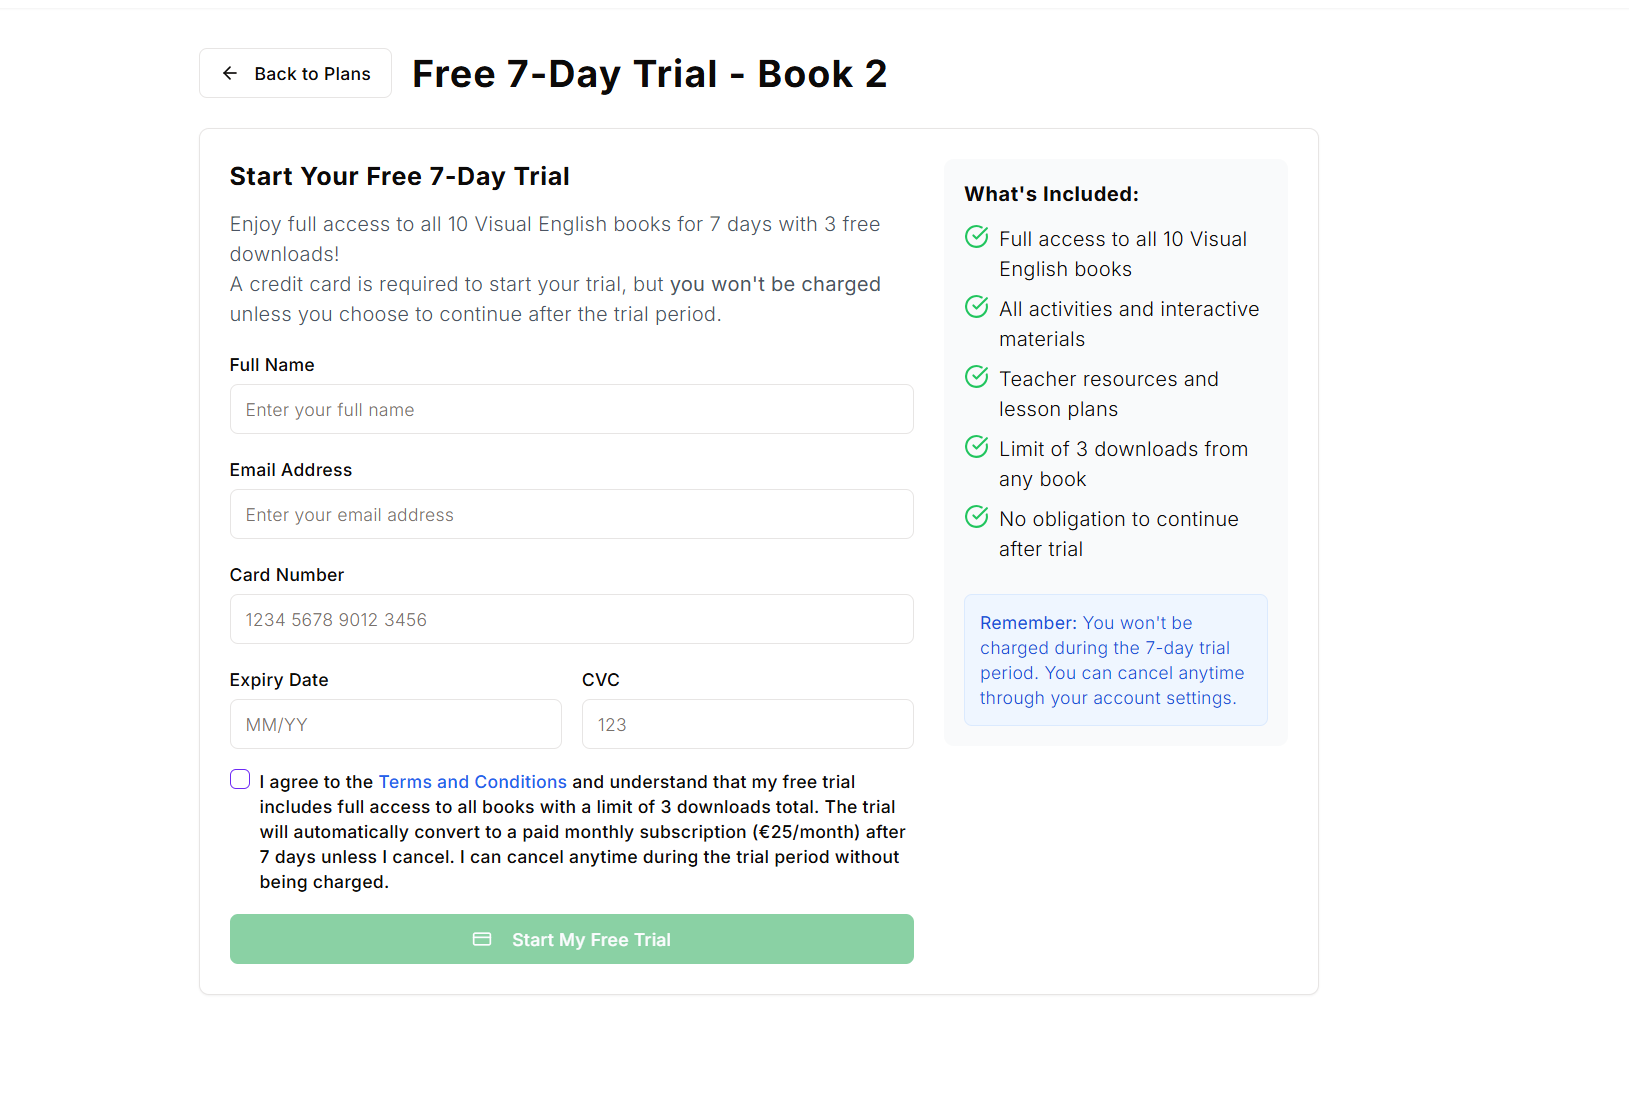 Back to Plans
Free 7-Day Trial - Book 2
Start Your Free 7-Day Trial
Enjoy full access to all 10 Visual English books for 7 days with 3 free
downloads!
A credit card is required to start your trial, but you won't be charged
unless you choose to continue after the trial period.
Full Name
Enter your full name
Email Address
Enter your email address
Card Number
1234 5678 9012 3456
Expiry Date
CVC
MM/YY
123
I agree to the Terms and Conditions and understand that my free trial
includes full access to all books with a limit of 3 downloads total. The trial
will automatically convert to a paid monthly subscription (€25/month) after
7 days unless I cancel. I can cancel anytime during the trial period without
being charged.
Start My Free Trial
What's Included:
Full access to all 10 Visual
English books
All activities and interactive
materials
Teacher resources and
lesson plans
Limit of 3 downloads from
any book
No obligation to continue
after trial
Remember: You won't be
charged during the 7-day trial
period. You can cancel anytime
through your account settings.